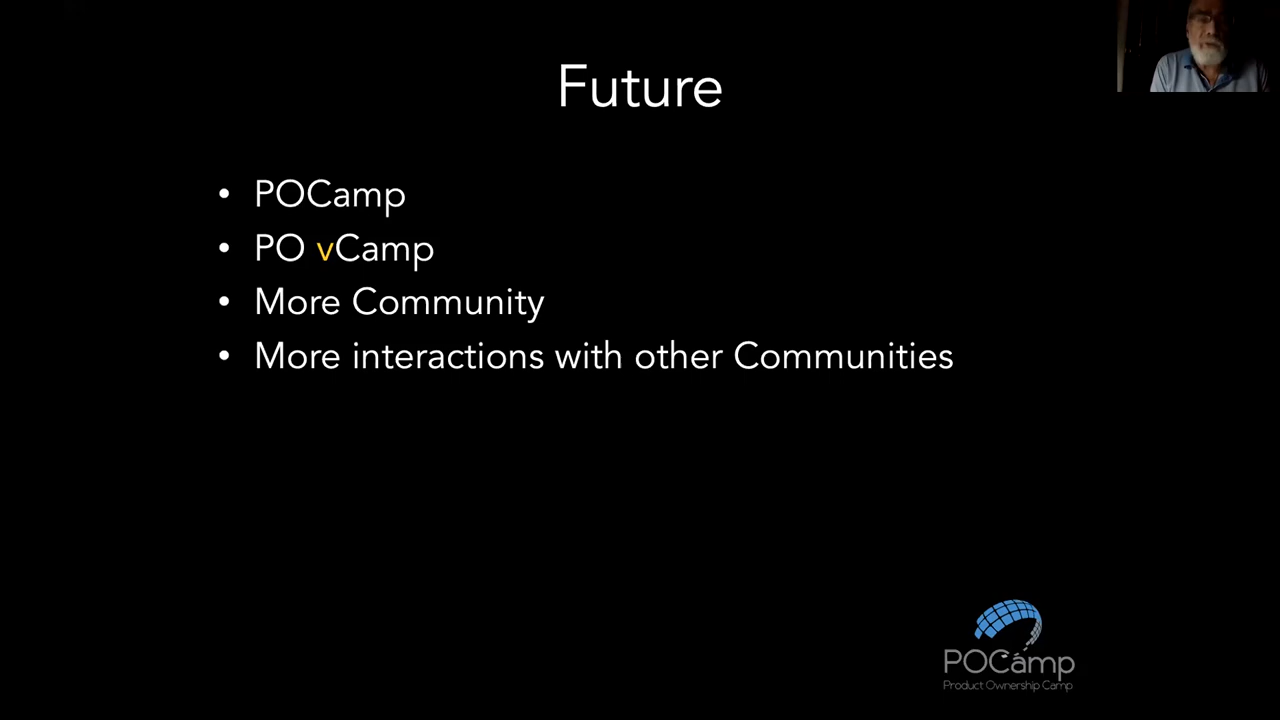 Future
• POCamp
• PO vCamp
• More Community
• More interactions with other Communities
POCamp
Product Ownership Camp